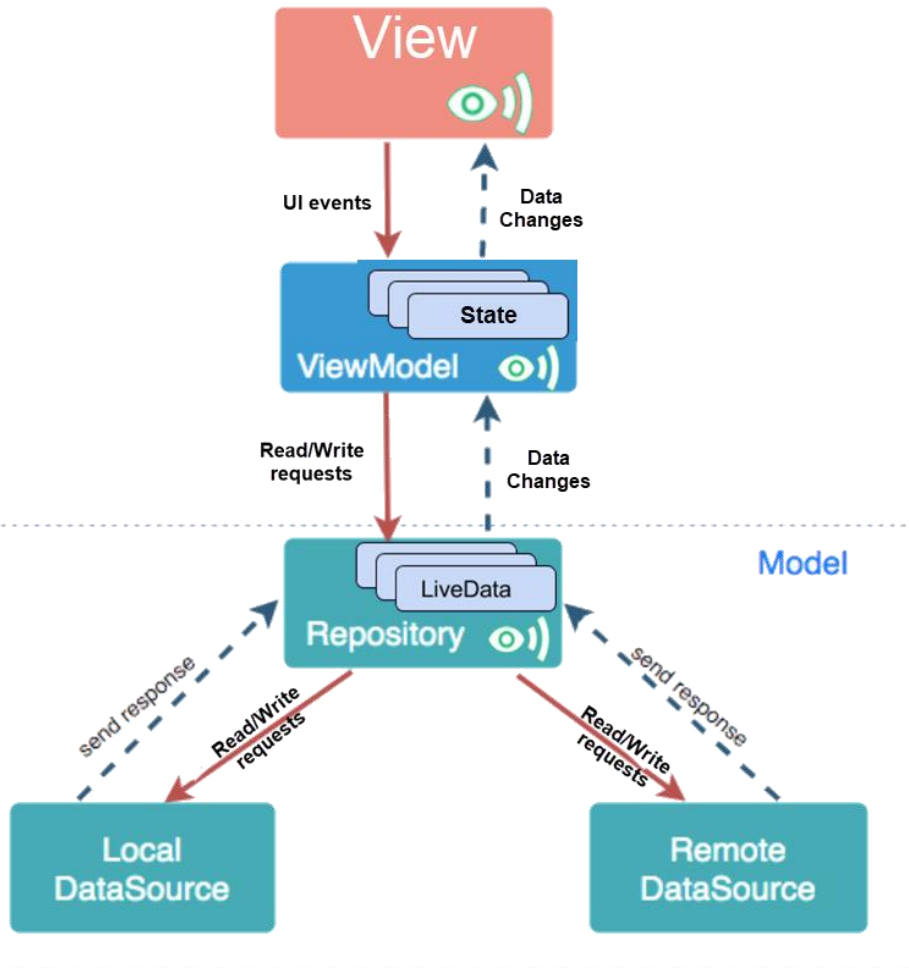 View
UI events
Data
Changes
State
ViewModel
Read/Write
requests
Data
Changes
Model
LiveData
Repository
send response
Read/Write
requests
Read/Write
requests
send response
Local
DataSource
Remote
DataSource